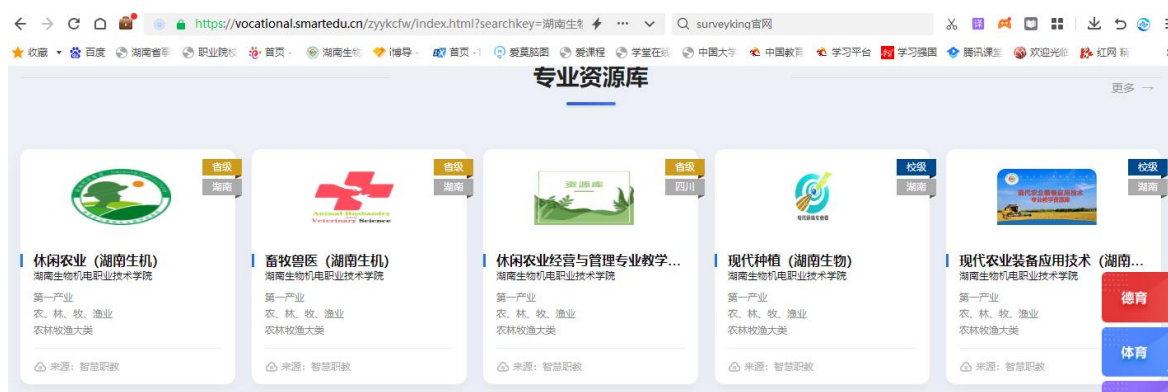 https://vocational.smartedu.cn/zyykcfw/index.html?searchkey=湖南生物
surveyking官网
收藏 百度 湖南省 职业院校 首页 - 湖南生物 i博导 - 首页 - 爱莫脑图 爱课程 学堂在线 中国大学 中国教育 学习平台 学习强国 腾讯课堂 欢迎光临 红网
专业资源库
更多
省级 省级 省级 校级 校级
湖南 湖南 四川 湖南 湖南
资源库
Animal Husbandry
Veterinary Science
现代农业装备应用技术
专业教学资源库
休闲农业（湖南生机） 畜牧兽医（湖南生机） 休闲农业经营与管理专业教学... 现代种植（湖南生物） 现代农业装备应用技术（湖南...
湖南生物机电职业技术学院 湖南生物机电职业技术学院 湖南生物机电职业技术学院 湖南生物机电职业技术学院 湖南生物机电职业技术学院
第一产业 第一产业 第一产业 第一产业 第一产业
农、林、牧、渔业 农、林、牧、渔业 农、林、牧、渔业 农、林、牧、渔业 农、林、牧、渔业
农林牧渔大类 农林牧渔大类 农林牧渔大类 农林牧渔大类 农林牧渔大类
德育
体育
来源：智慧职教 来源：智慧职教 来源：智慧职教 来源：智慧职教 来源：智慧职教